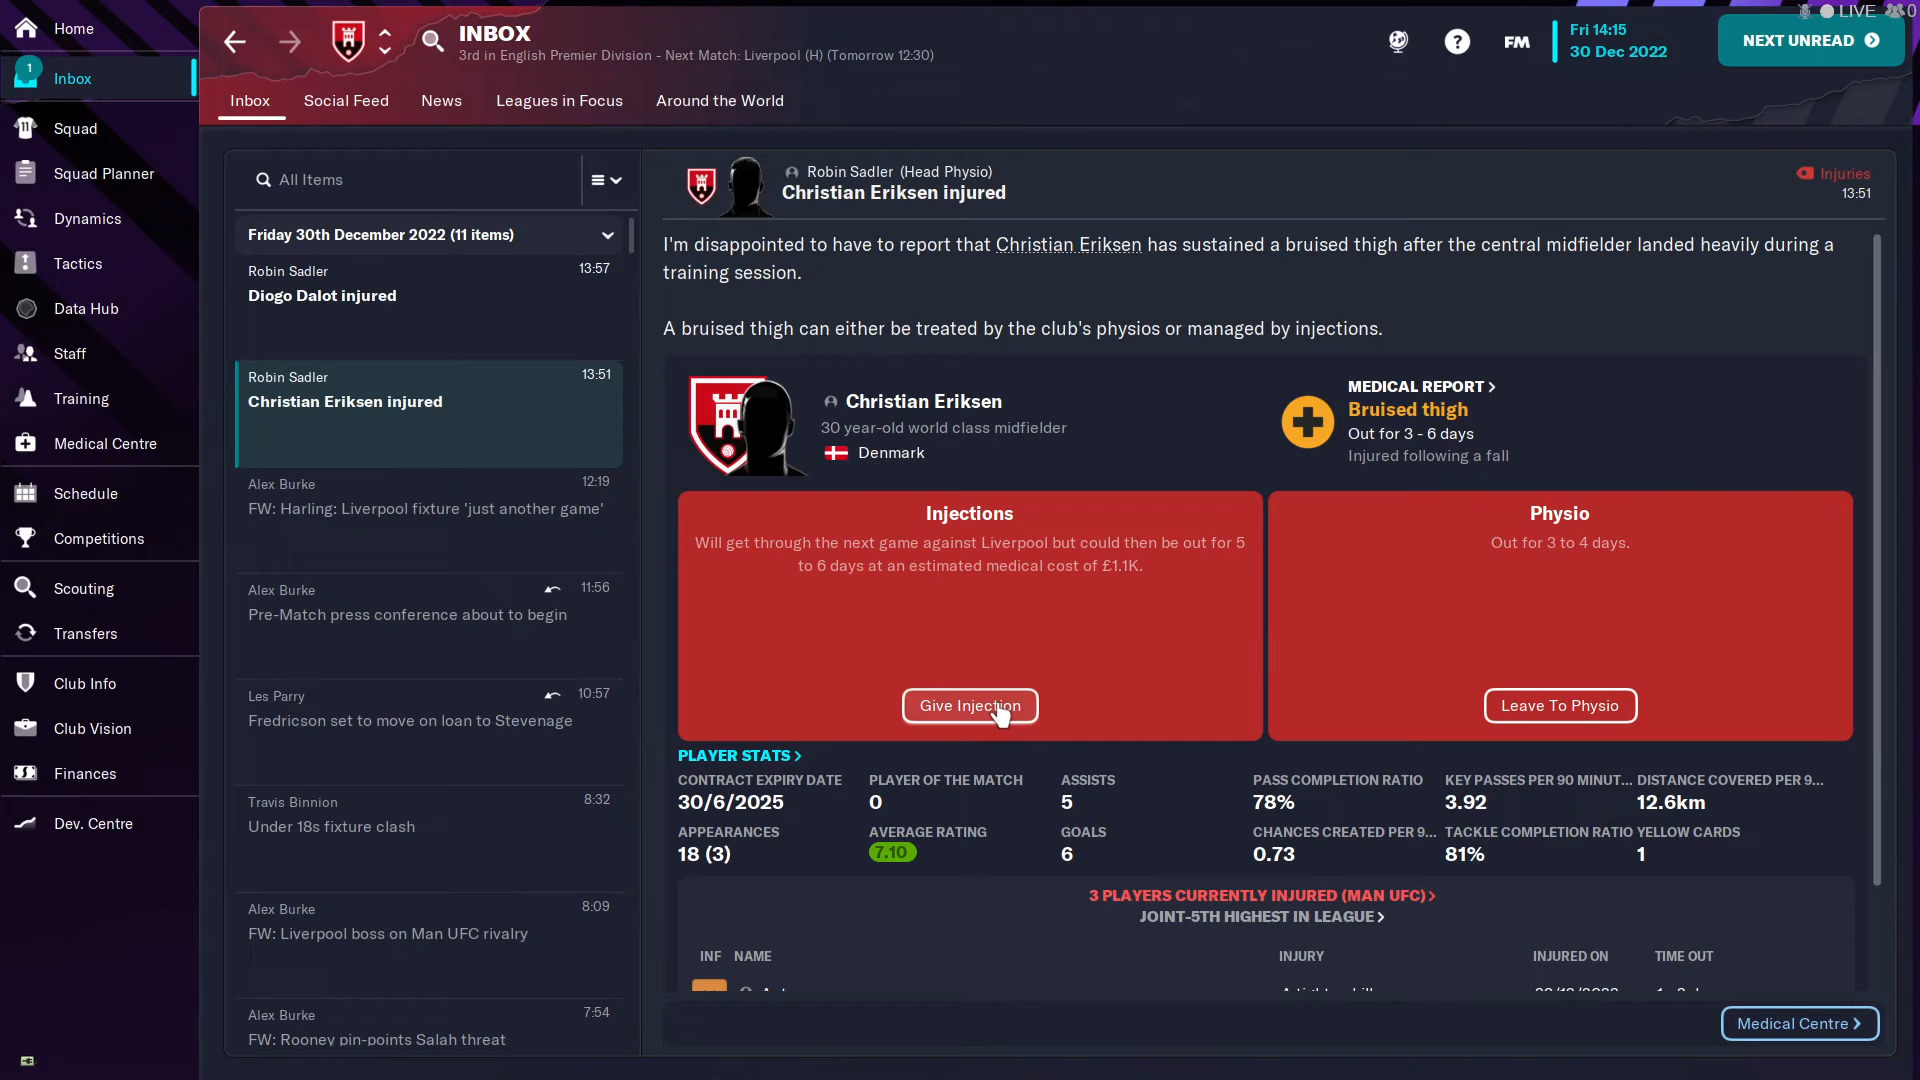 Home
1
Inbox
11
Squad
Squad Planner
Dynamics
Tactics
Data Hub
Staff
Training
Medical Centre
Schedule
Competitions
Scouting
Transfers
Club Info
Club Vision
Finances
Dev. Centre
INBOX
3rd in English Premier Division - Next Match: Liverpool (H) (Tomorrow 12:30)
?
FM
Fri 14:15
30 Dec 2022
LIVE 0
NEXT UNREAD
Inbox Social Feed News Leagues in Focus Around the World
All Items
Friday 30th December 2022 (11 items)
Robin Sadler 13:57
Diogo Dalot injured
Robin Sadler 13:51
Christian Eriksen injured
Alex Burke 12:19
FW: Harling: Liverpool fixture 'just another game'
Alex Burke 11:56
Pre-Match press conference about to begin
Les Parry 10:57
Fredricson set to move on loan to Stevenage
Travis Binnion 8:32
Under 18s fixture clash
Alex Burke 8:09
FW: Liverpool boss on Man UFC rivalry
Alex Burke 7:54
FW: Rooney pin-points Salah threat
Robin Sadler (Head Physio)
Christian Eriksen injured
Injuries
13:51
I'm disappointed to have to report that Christian Eriksen has sustained a bruised thigh after the central midfielder landed heavily during a
training session.
A bruised thigh can either be treated by the club's physios or managed by injections.
Christian Eriksen
30 year-old world class midfielder
Denmark
MEDICAL REPORT >
Bruised thigh
Out for 3 - 6 days
Injured following a fall
Injections
Will get through the next game against Liverpool but could then be out for 5
to 6 days at an estimated medical cost of £1.1K.
Give Injection
Physio
Out for 3 to 4 days.
Leave To Physio
PLAYER STATS >
CONTRACT EXPIRY DATE PLAYER OF THE MATCH ASSISTS PASS COMPLETION RATIO KEY PASSES PER 90 MINUT... DISTANCE COVERED PER 9...
30/6/2025 0 5 78% 3.92 12.6km
APPEARANCES AVERAGE RATING GOALS CHANCES CREATED PER 9... TACKLE COMPLETION RATIO YELLOW CARDS
18 (3) 7.10 6 0.73 81% 1
3 PLAYERS CURRENTLY INJURED (MAN UFC) >
JOINT-5TH HIGHEST IN LEAGUE >
INF NAME INJURY INJURED ON TIME OUT
Medical Centre >